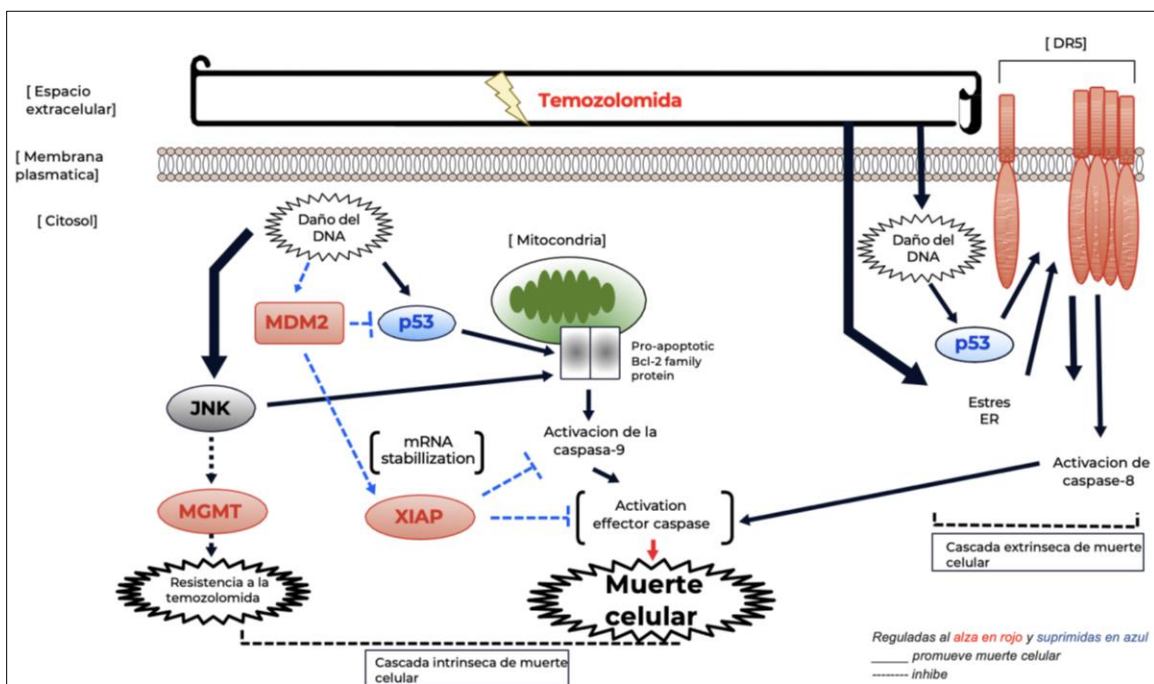 [ DR5]
[ Espacio
extracelular]
Temozolomida
[ Membrana
plasmatica]
[ Citosol]
Daño del
DNA
[ Mitocondria]
Daño del
DNA
MDM2
p53
p53
Pro-apoptotic
Bcl-2 family
protein
JNK
Estres
ER
mRNA
stabillization
Activacion de la
caspasa-9
Activacion de
caspase-8
MGMT
XIAP
Activation
effector caspase
Cascada extrinseca de muerte
celular
Resistencia a la
temozolomida
Muerte
celular
Cascada intrinseca de muerte
celular
Reguladas al alza en rojo y suprimidas en azul
_____ promueve muerte celular
-------- inhibe